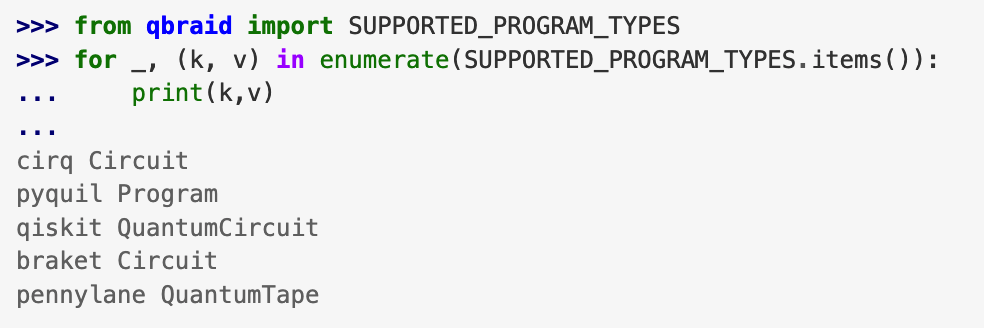 >>> from qbraid import SUPPORTED_PROGRAM_TYPES
>>> for _, (k, v) in enumerate(SUPPORTED_PROGRAM_TYPES.items()):
...     print(k,v)
...
cirq Circuit
pyquil Program
qiskit QuantumCircuit
braket Circuit
pennylane QuantumTape